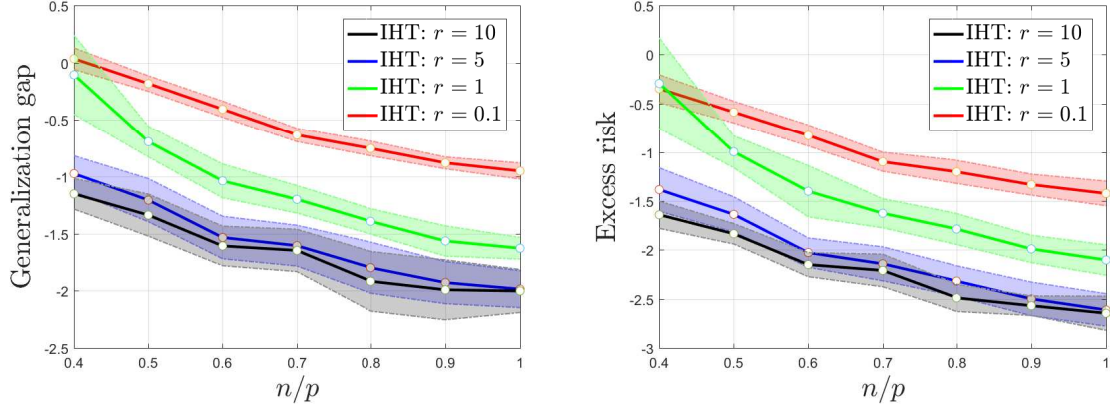 0.5
0
-0.5
-1
-1.5
-2
-2.5
0.4
0.5
0.6
0.7
0.8
0.9
1
n/p
Generalization gap
IHT: r = 10
IHT: r = 5
IHT: r = 1
IHT: r = 0.1
0.5
0
-0.5
-1
-1.5
-2
-2.5
-3
0.4
0.5
0.6
0.7
0.8
0.9
1
n/p
Excess risk
IHT: r = 10
IHT: r = 5
IHT: r = 1
IHT: r = 0.1